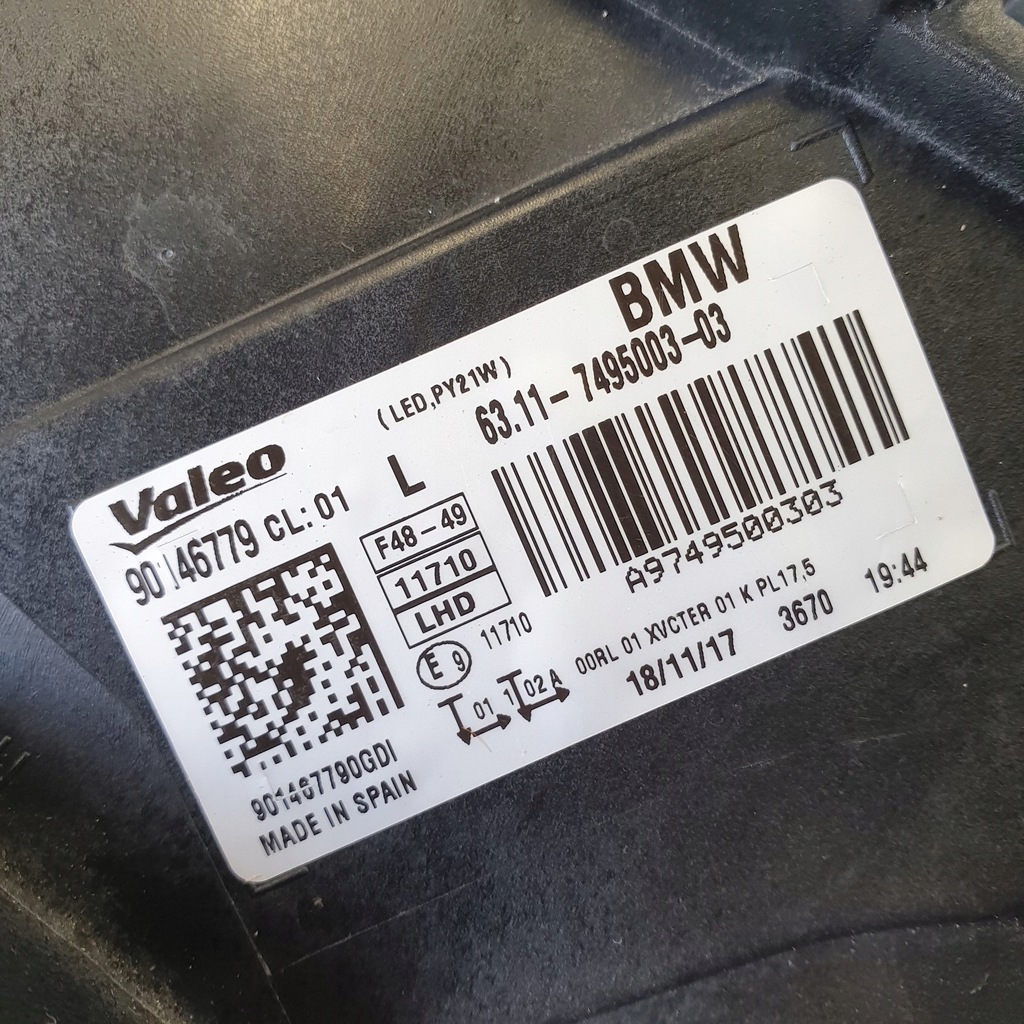 BMW
(LED,PY21W)
63.11-7495003-03
Valeo
90146779 CL: 01
L
F48-49
11710
LHD
A9749500303
E 9
11710
01
1 02 A
00RL 01 XVCTER 01 K PL17,5
18/11/17
3670
19:44
901467790GDI
MADE IN SPAIN